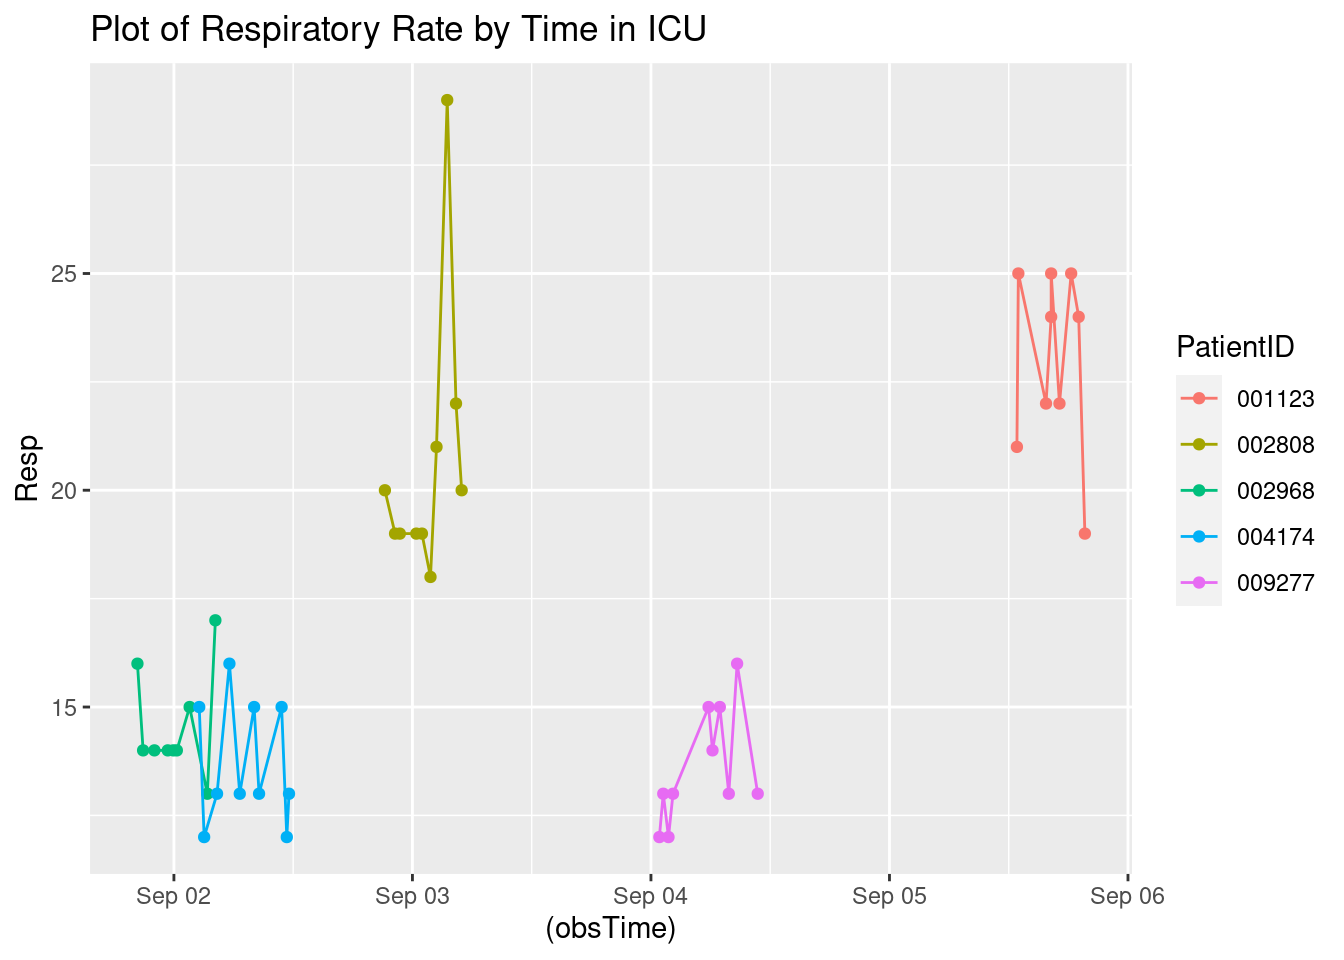 Plot of Respiratory Rate by Time in ICU
Resp
25
20
15
Sep 02
Sep 03
Sep 04
Sep 05
Sep 06
(obsTime)
PatientID
001123
002808
002968
004174
009277